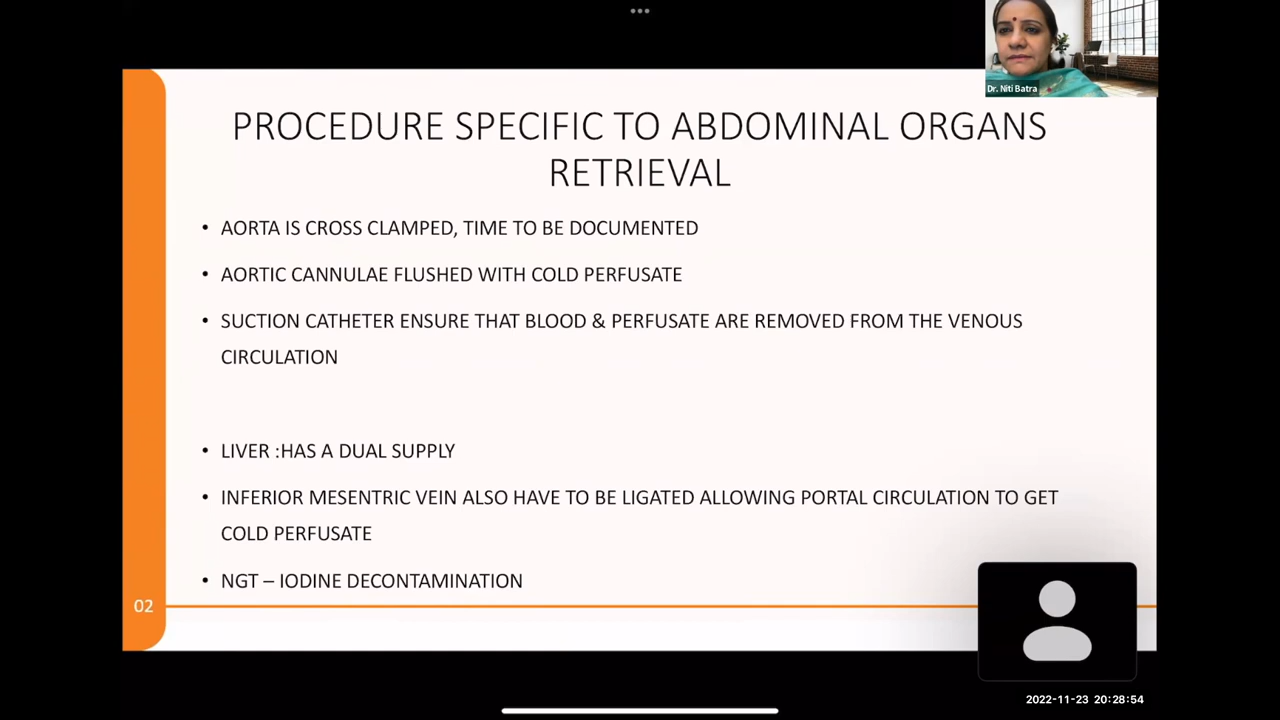 Dr. Niti Batra
PROCEDURE SPECIFIC TO ABDOMINAL ORGANS
RETRIEVAL
• AORTA IS CROSS CLAMPED, TIME TO BE DOCUMENTED
• AORTIC CANNULAE FLUSHED WITH COLD PERFUSATE
• SUCTION CATHETER ENSURE THAT BLOOD & PERFUSATE ARE REMOVED FROM THE VENOUS
CIRCULATION
• LIVER :HAS A DUAL SUPPLY
• INFERIOR MESENTRIC VEIN ALSO HAVE TO BE LIGATED ALLOWING PORTAL CIRCULATION TO GET
COLD PERFUSATE
• NGT – IODINE DECONTAMINATION
02
2022-11-23 20:28:54